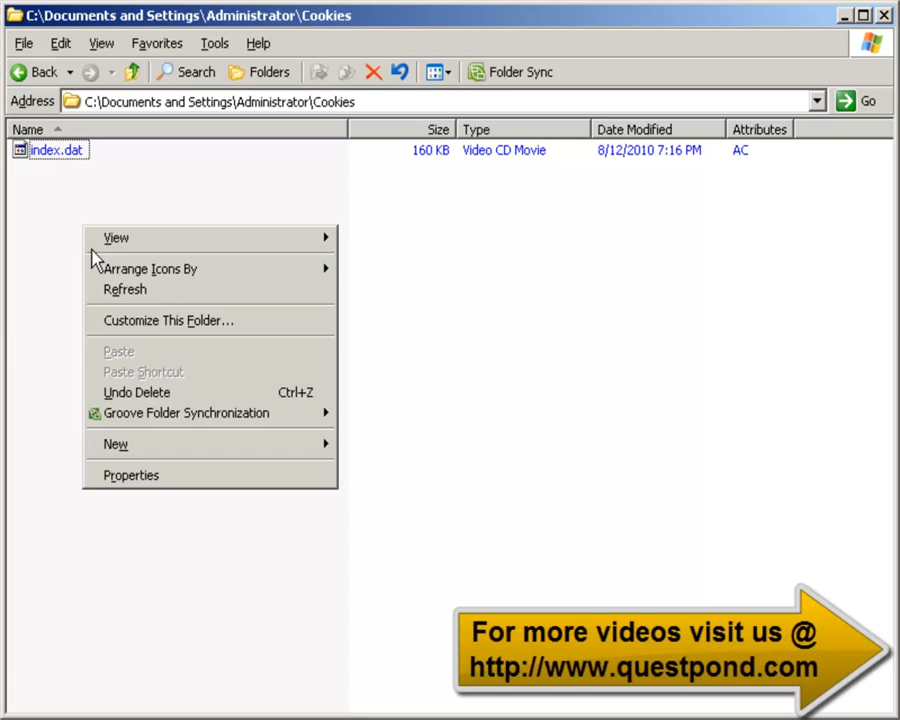 C:\Documents and Settings\Administrator\Cookies
File Edit View Favorites Tools Help
Back Search Folders Folder Sync
Address C:\Documents and Settings\Administrator\Cookies Go
Name Size Type Date Modified Attributes
index.dat 160 KB Video CD Movie 8/12/2010 7:16 PM AC
View
Arrange Icons By
Refresh
Customize This Folder...
Paste
Paste Shortcut
Undo Delete Ctrl+Z
Groove Folder Synchronization
New
Properties
For more videos visit us @
http://www.questpond.com